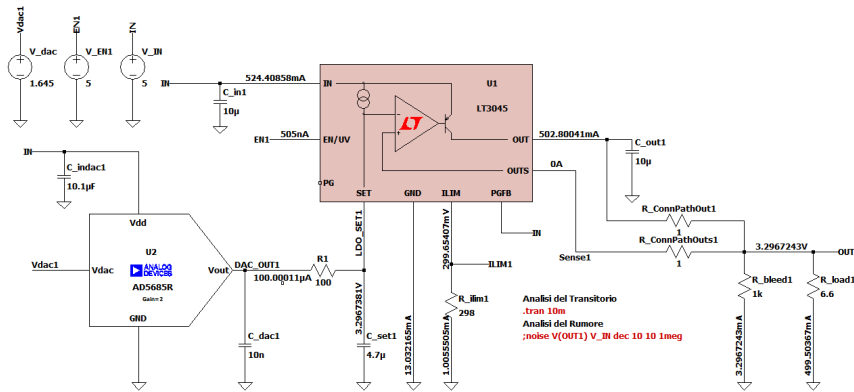 Vdac1
EN1
IN
V_dac
V_EN1
V_IN
1.645
5
5
IN
524.40858mA
C_in1
10µ
U1
LT3045
IN
EN/UV
PG
SET
GND
ILIM
PGFB
OUT
OUTS
EN1
505nA
502.80041mA
0A
C_out1
10µ
IN
C_indac1
10.1µF
Vdd
U2
ANALOG
DEVICES
AD5685R
Gain=2
Vdac
Vout
GND
Vdac1
DAC_OUT1
100.00011µA
R1
100
LDO_SET1
3.2967381V
C_dac1
10n
C_set1
4.7µ
13.032165mA
299.65407mV
ILIM1
R_ilim1
298
1.0055505mA
IN
Sense1
R_ConnPathOut1
1
R_ConnPathOuts1
1
3.2967243V
OUT1
R_bleed1
1k
R_load1
6.6
3.2967243mA
499.50367mA
Analisi del Transitorio
.tran 10m
Analisi del Rumore
;noise V(OUT1) V_IN dec 10 10 1meg